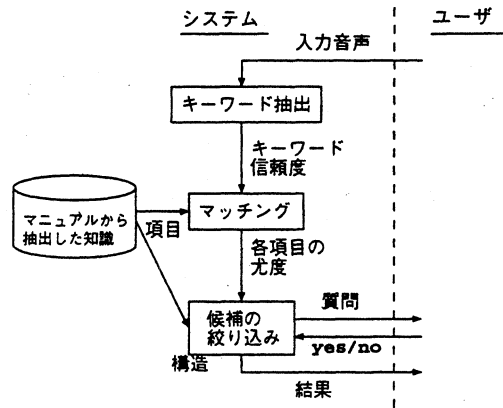 システム
ユーザ
入力音声
キーワード抽出
キーワード
信頼度
マニュアルから
抽出した知識
項目
マッチング
各項目の
尤度
候補の
絞り込み
構造
質問
yes/no
結果